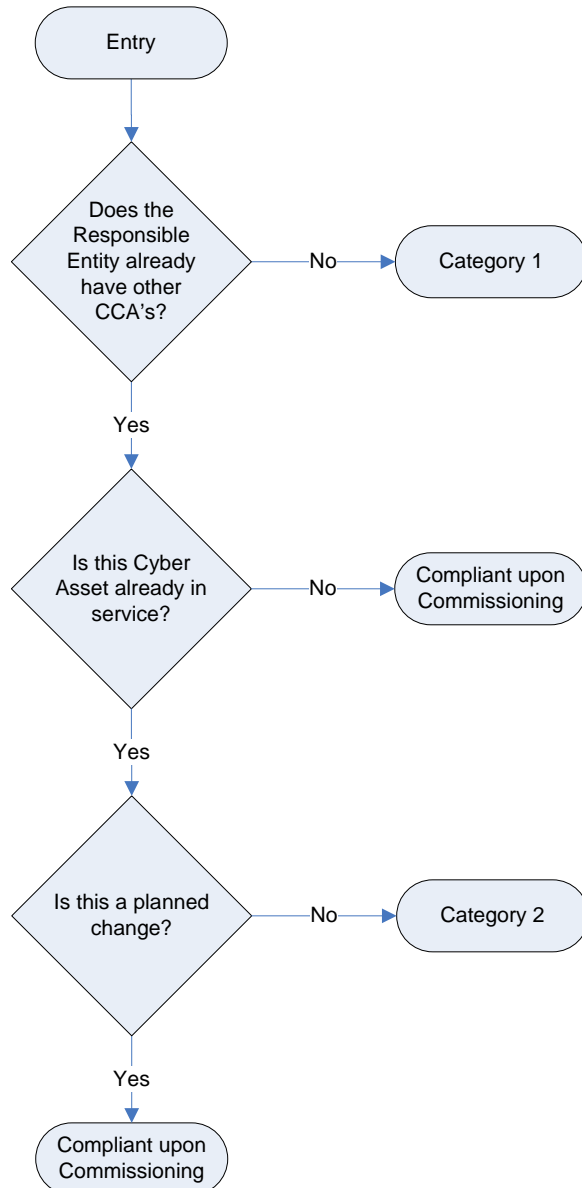 Entry
Does the
Responsible
Entity already
have other
CCA's?
No
Category 1
Yes
Is this Cyber
Asset already in
service?
No
Compliant upon
Commissioning
Yes
Is this a planned
change?
No
Category 2
Yes
Compliant upon
Commissioning